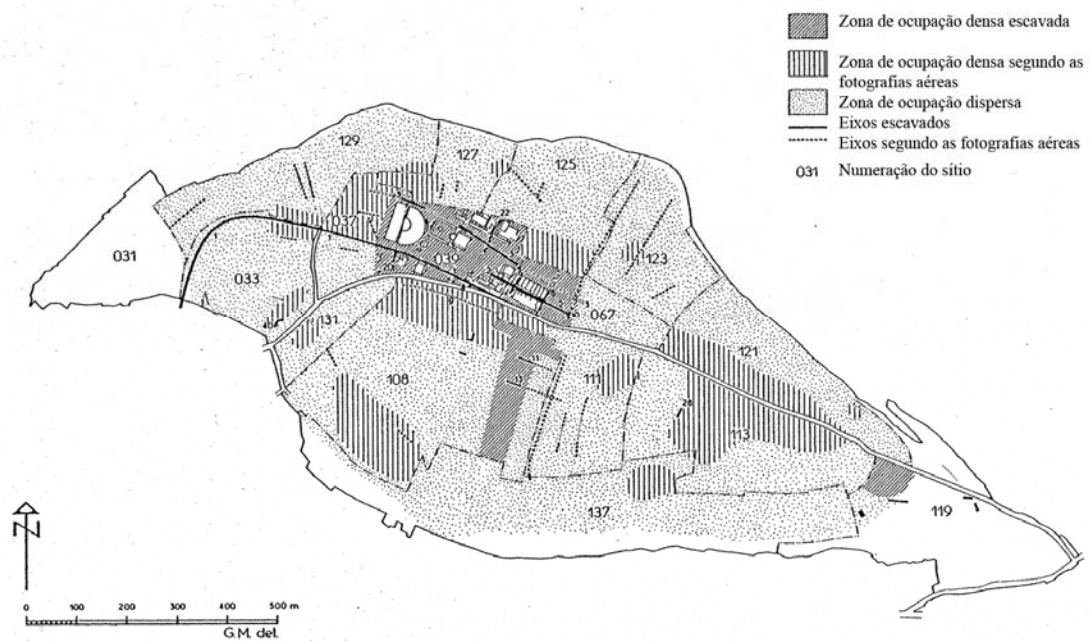 Zona de ocupação densa escavada
Zona de ocupação densa segundo as
fotografias aéreas
Zona de ocupação dispersa
Eixos escavados
Eixos segundo as fotografias aéreas
031 Numeração do sítio
129
127
125
037
031
039
123
033
067
131
121
108
111
28
113
137
119
N
0 100 200 300 400 500 m
G.M. del.